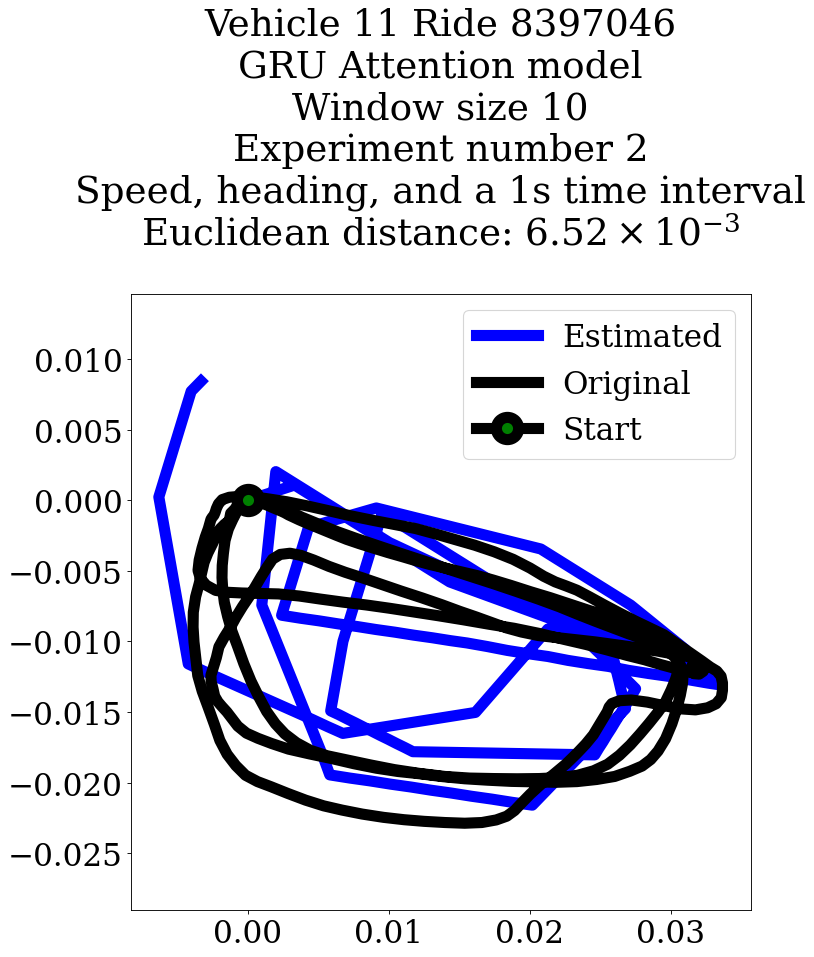 Vehicle 11 Ride 8397046
GRU Attention model
Window size 10
Experiment number 2
Speed, heading, and a 1s time interval
Euclidean distance: 6.52 × 10⁻³
Estimated
Original
Start
0.010
0.005
0.000
−0.005
−0.010
−0.015
−0.020
−0.025
0.00 0.01 0.02 0.03